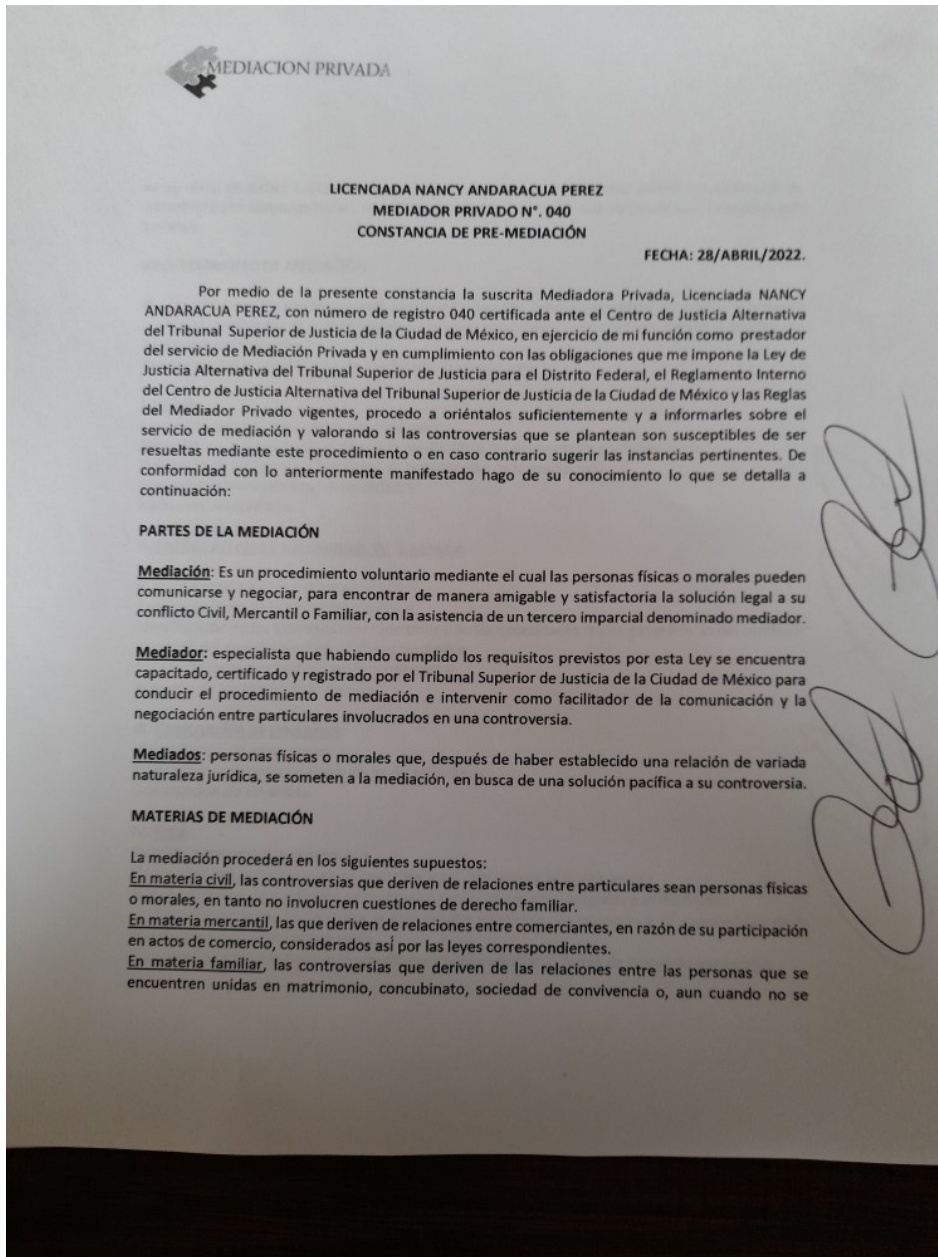 MEDIACION PRIVADA
LICENCIADA NANCY ANDARACUA PEREZ
MEDIADOR PRIVADO N°. 040
CONSTANCIA DE PRE-MEDIACIÓN
FECHA: 28/ABRIL/2022.
Por medio de la presente constancia la suscrita Mediadora Privada, Licenciada NANCY
ANDARACUA PEREZ, con número de registro 040 certificada ante el Centro de Justicia Alternativa
del Tribunal Superior de Justicia de la Ciudad de México, en ejercicio de mi función como prestador
del servicio de Mediación Privada y en cumplimiento con las obligaciones que me impone la Ley de
Justicia Alternativa del Tribunal Superior de Justicia para el Distrito Federal, el Reglamento Interno
del Centro de Justicia Alternativa del Tribunal Superior de Justicia de la Ciudad de México y las Reglas
del Mediador Privado vigentes, procedo a oriéntalos suficientemente y a informarles sobre el
servicio de mediación y valorando si las controversias que se plantean son susceptibles de ser
resueltas mediante este procedimiento o en caso contrario sugerir las instancias pertinentes. De
conformidad con lo anteriormente manifestado hago de su conocimiento lo que se detalla a
continuación:
PARTES DE LA MEDIACIÓN
Mediación: Es un procedimiento voluntario mediante el cual las personas físicas o morales pueden
comunicarse y negociar, para encontrar de manera amigable y satisfactoria la solución legal a su
conflicto Civil, Mercantil o Familiar, con la asistencia de un tercero imparcial denominado mediador.
Mediador: especialista que habiendo cumplido los requisitos previstos por esta Ley se encuentra
capacitado, certificado y registrado por el Tribunal Superior de Justicia de la Ciudad de México para
conducir el procedimiento de mediación e intervenir como facilitador de la comunicación y la
negociación entre particulares involucrados en una controversia.
Mediados: personas físicas o morales que, después de haber establecido una relación de variada
naturaleza jurídica, se someten a la mediación, en busca de una solución pacífica a su controversia.
MATERIAS DE MEDIACIÓN
La mediación procederá en los siguientes supuestos:
En materia civil, las controversias que deriven de relaciones entre particulares sean personas físicas
o morales, en tanto no involucren cuestiones de derecho familiar.
En materia mercantil, las que deriven de relaciones entre comerciantes, en razón de su participación
en actos de comercio, considerados así por las leyes correspondientes.
En materia familiar, las controversias que deriven de las relaciones entre las personas que se
encuentren unidas en matrimonio, concubinato, sociedad de convivencia o, aun cuando no se